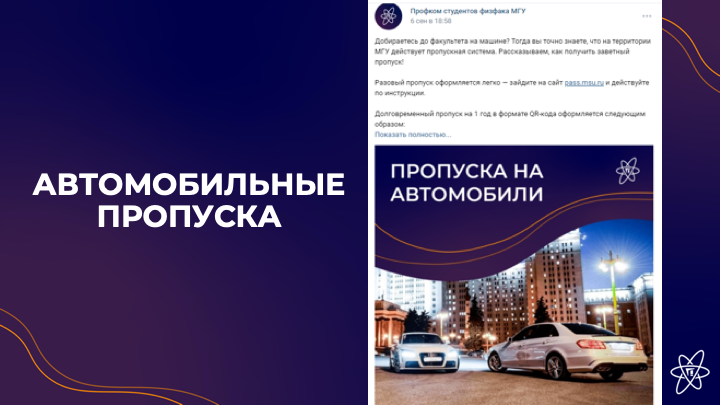 АВТОМОБИЛЬНЫЕ
ПРОПУСКА
Профком студентов физфака МГУ
6 сен в 18:58
Добираетесь до факультета на машине? Тогда вы точно знаете, что на территории
МГУ действует пропускная система. Рассказываем, как получить заветный
пропуск!
Разовый пропуск оформляется легко — зайдите на сайт pass.msu.ru и действуйте
по инструкции.
Долговременный пропуск на 1 год в формате QR-кода оформляется следующим
образом:
Показать полностью...
ПРОПУСКА НА
АВТОМОБИЛИ